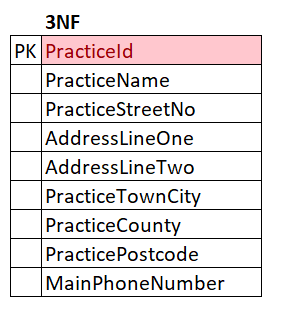 3NF
PK PracticeId
PracticeName
PracticeStreetNo
AddressLineOne
AddressLineTwo
PracticeTownCity
PracticeCounty
PracticePostcode
MainPhoneNumber